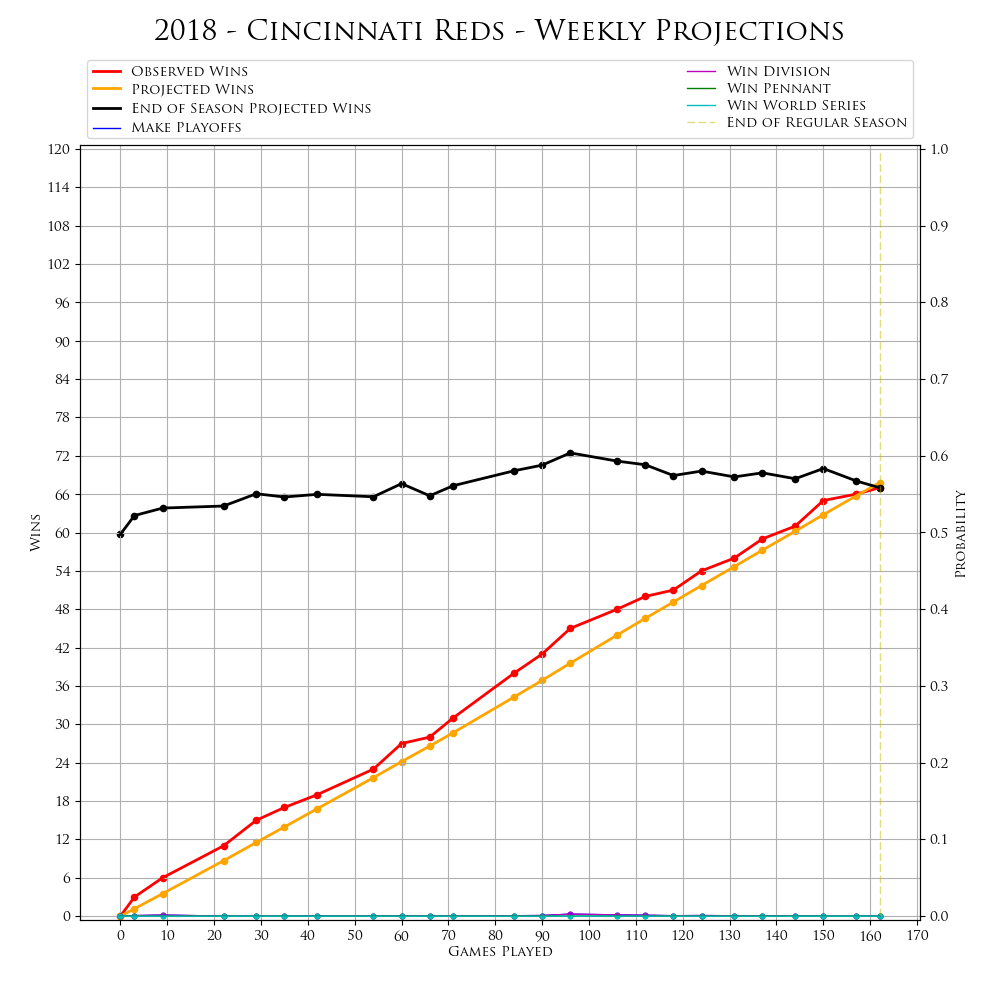 2018 - Cincinnati Reds - Weekly Projections
Observed Wins
Projected Wins
End of Season Projected Wins
Make Playoffs
Win Division
Win Pennant
Win World Series
End of Regular Season
120
114
108
102
96
90
84
78
72
66
60
54
48
42
36
30
24
18
12
6
0
Wins
1.0
0.9
0.8
0.7
0.6
0.5
0.4
0.3
0.2
0.1
0.0
Probability
0 10 20 30 40 50 60 70 80 90 100 110 120 130 140 150 160 170
Games Played